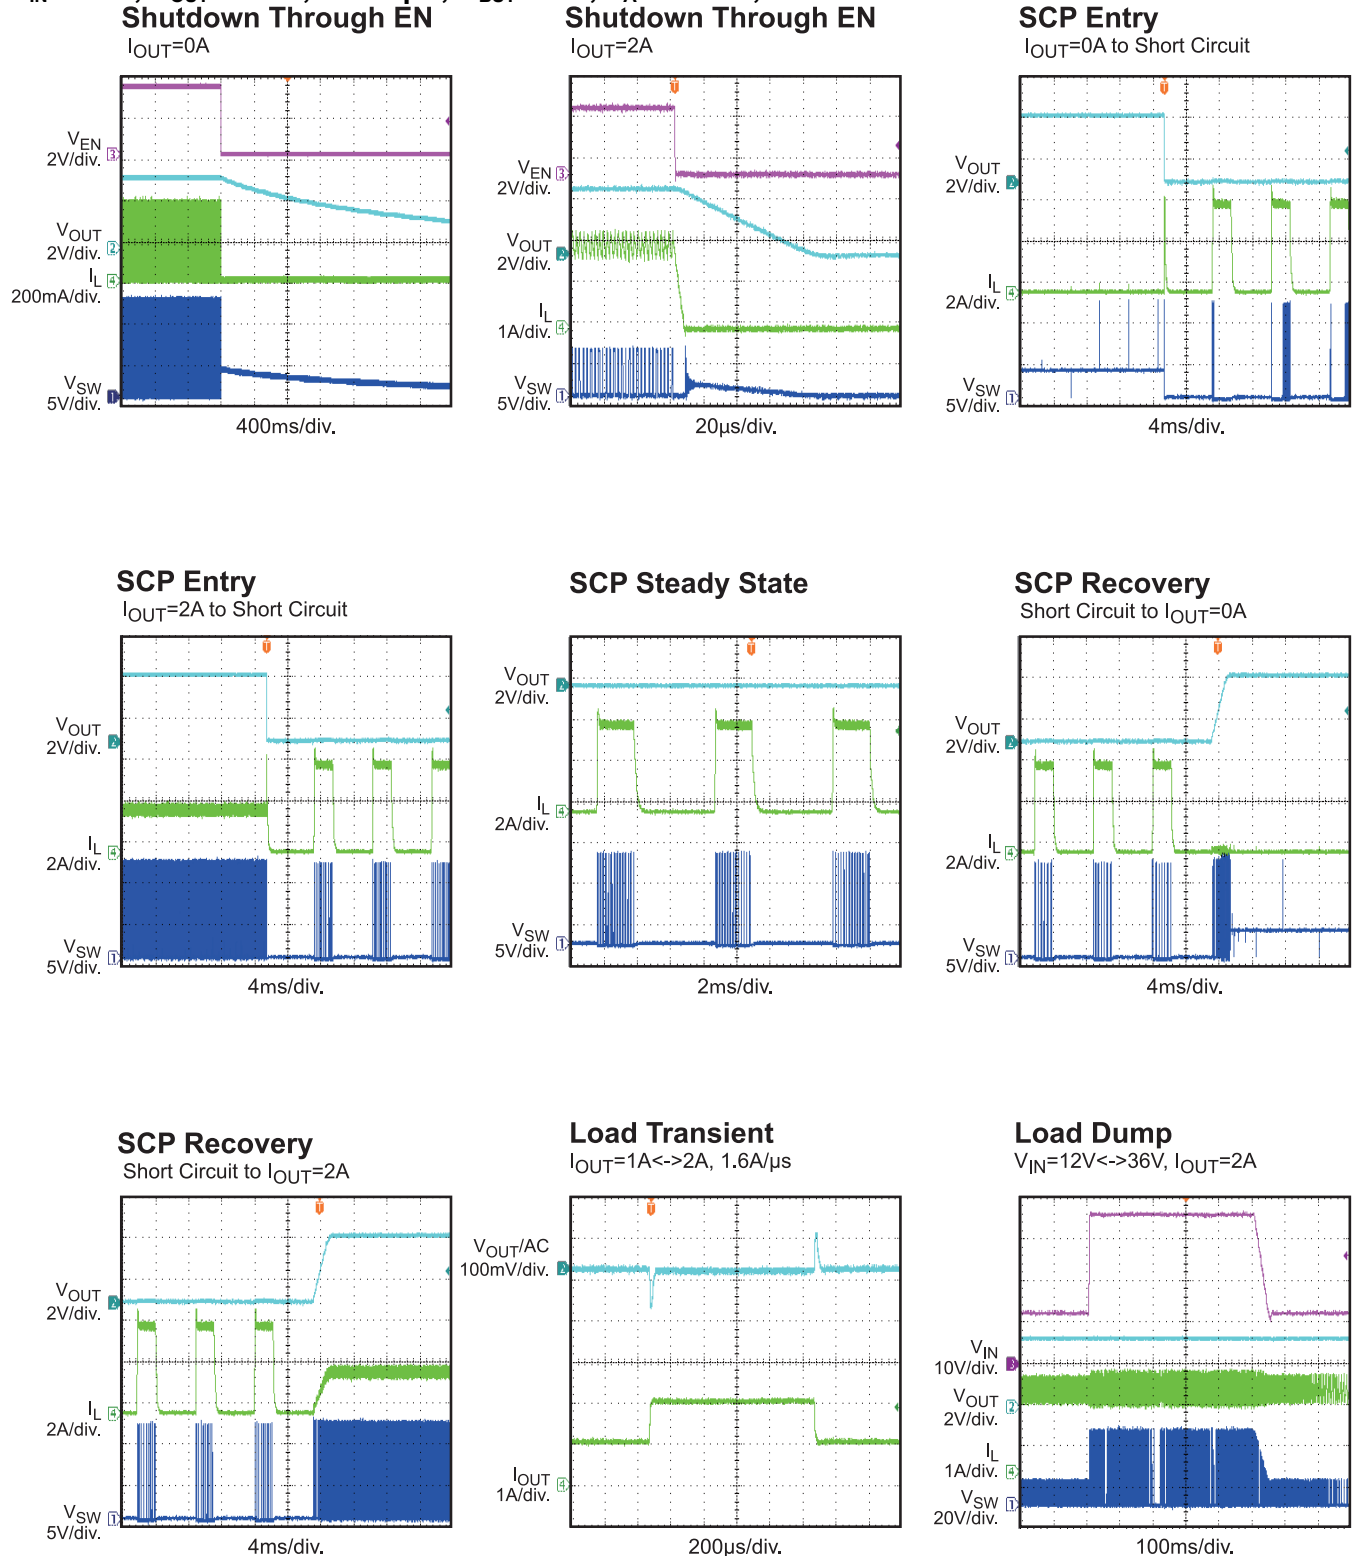 Shutdown Through EN
IOUT=0A
VEN
2V/div.
VOUT
2V/div.
IL
200mA/div.
VSW
5V/div.
400ms/div.
Shutdown Through EN
IOUT=2A
VEN
2V/div.
VOUT
2V/div.
IL
1A/div.
VSW
5V/div.
20µs/div.
SCP Entry
IOUT=0A to Short Circuit
VOUT
2V/div.
IL
2A/div.
VSW
5V/div.
4ms/div.
SCP Entry
IOUT=2A to Short Circuit
VOUT
2V/div.
IL
2A/div.
VSW
5V/div.
4ms/div.
SCP Steady State
VOUT
2V/div.
IL
2A/div.
VSW
5V/div.
2ms/div.
SCP Recovery
Short Circuit to IOUT=0A
VOUT
2V/div.
IL
2A/div.
VSW
5V/div.
4ms/div.
SCP Recovery
Short Circuit to IOUT=2A
VOUT
2V/div.
IL
2A/div.
VSW
5V/div.
4ms/div.
Load Transient
IOUT=1A<->2A, 1.6A/µs
VOUT/AC
100mV/div.
IOUT
1A/div.
200µs/div.
Load Dump
VIN=12V<->36V, IOUT=2A
VIN
10V/div.
VOUT
2V/div.
IL
1A/div.
VSW
20V/div.
100ms/div.